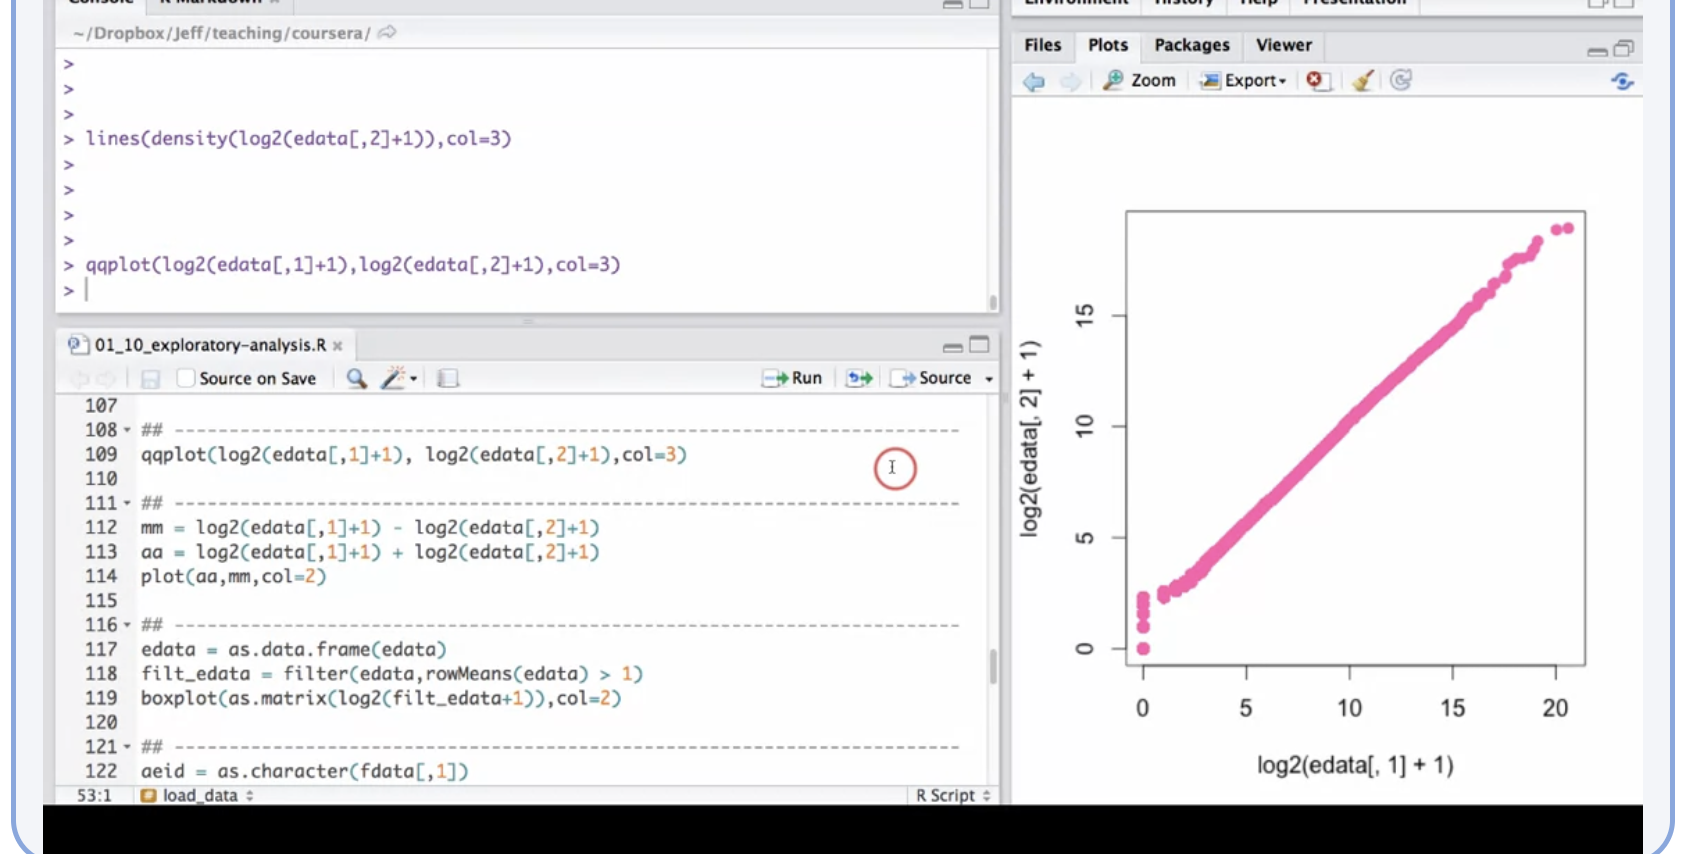 Console R Markdown ×
~/Dropbox/Jeff/teaching/coursera/
>
>
>
> lines(density(log2(edata[,2]+1)),col=3)
>
>
>
>
> qqplot(log2(edata[,1]+1),log2(edata[,2]+1),col=3)
>
01_10_exploratory-analysis.R ×
Source on Save Run Source
107
108 ## ----------------------------------------------------------------------
109 qqplot(log2(edata[,1]+1), log2(edata[,2]+1),col=3)
110
111 ## ----------------------------------------------------------------------
112 mm = log2(edata[,1]+1) - log2(edata[,2]+1)
113 aa = log2(edata[,1]+1) + log2(edata[,2]+1)
114 plot(aa,mm,col=2)
115
116 ## ----------------------------------------------------------------------
117 edata = as.data.frame(edata)
118 filt_edata = filter(edata,rowMeans(edata) > 1)
119 boxplot(as.matrix(log2(filt_edata+1)),col=2)
120
121 ## ----------------------------------------------------------------------
122 aeid = as.character(fdata[,1])
53:1 load_data R Script
Environment History Help Presentation
Files Plots Packages Viewer
Zoom Export
log2(edata[, 2] + 1)
15
10
5
0
0 5 10 15 20
log2(edata[, 1] + 1)